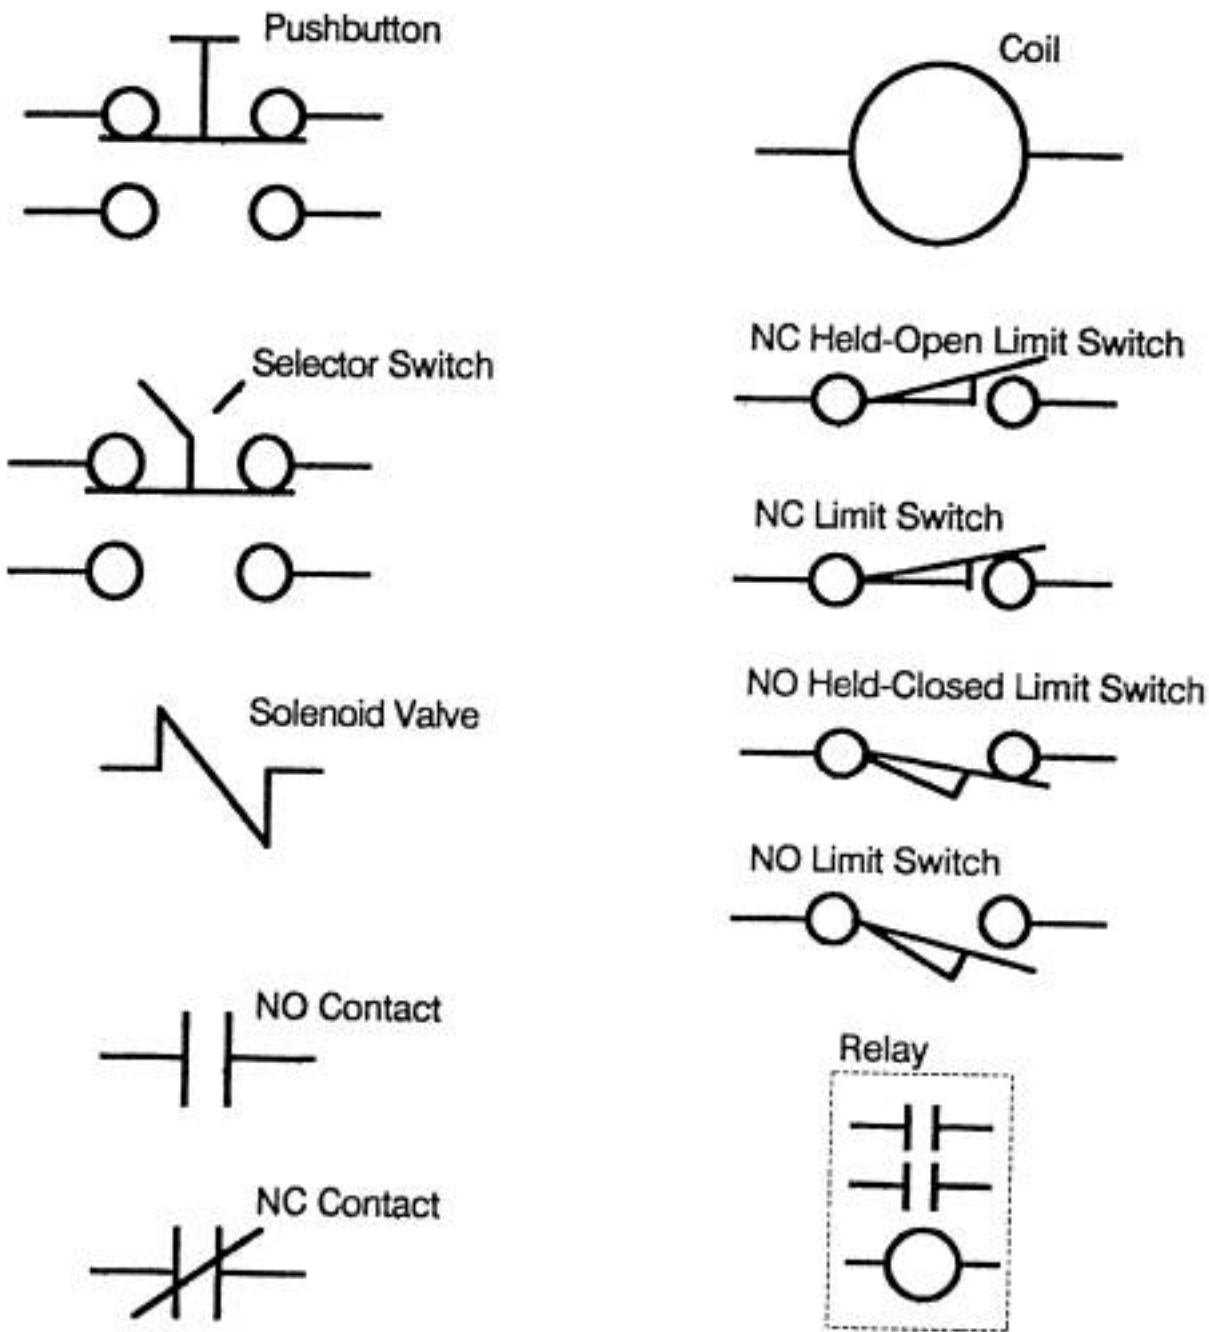 Pushbutton
Coil
Selector Switch
NC Held-Open Limit Switch
NC Limit Switch
Solenoid Valve
NO Held-Closed Limit Switch
NO Limit Switch
NO Contact
Relay
NC Contact